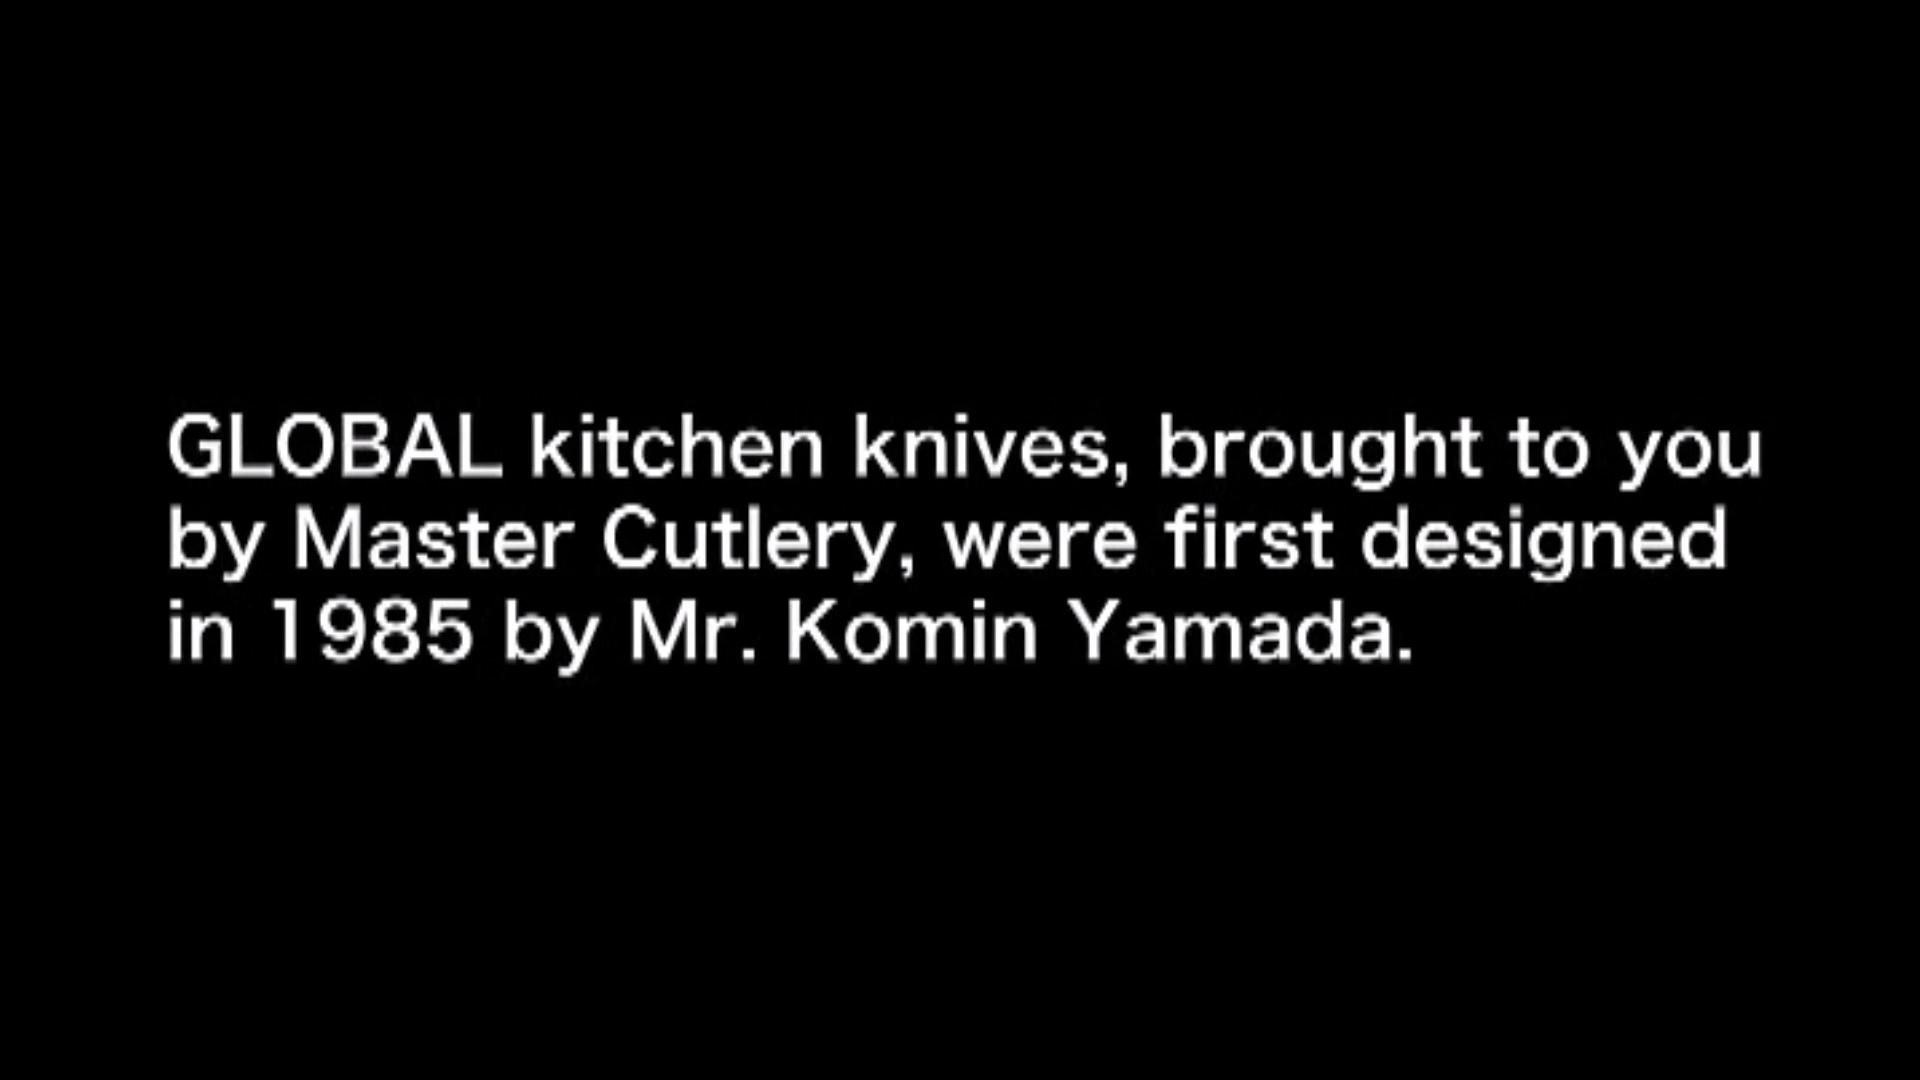 GLOBAL kitchen knives, brought to you
by Master Cutlery, were first designed
in 1985 by Mr. Komin Yamada.